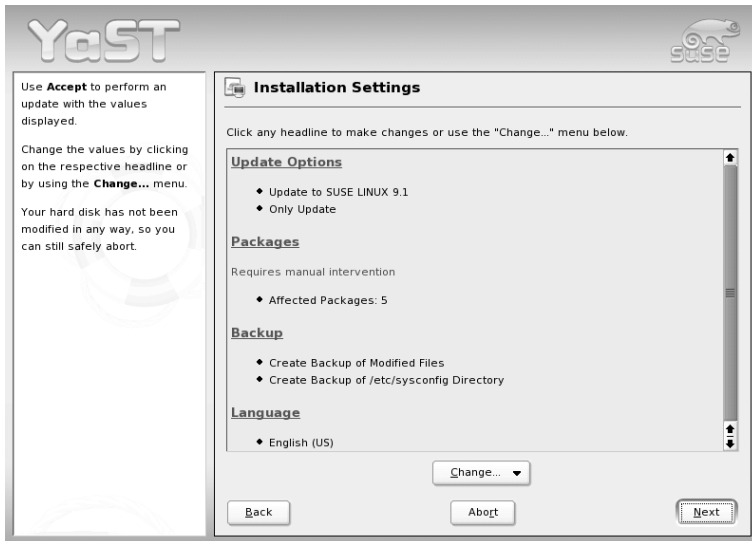 YaST
SUSE
Use Accept to perform an
update with the values
displayed.
Change the values by clicking
on the respective headline or
by using the Change... menu.
Your hard disk has not been
modified in any way, so you
can still safely abort.
Installation Settings
Click any headline to make changes or use the "Change..." menu below.
Update Options
Update to SUSE LINUX 9.1
Only Update
Packages
Requires manual intervention
Affected Packages: 5
Backup
Create Backup of Modified Files
Create Backup of /etc/sysconfig Directory
Language
English (US)
Change...
Back
Abort
Next